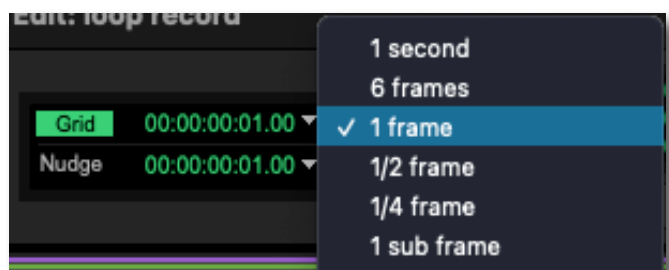 Edit: loop record
1 second
6 frames
Grid 00:00:00:01.00 ✓ 1 frame
Nudge 00:00:00:01.00 1/2 frame
1/4 frame
1 sub frame